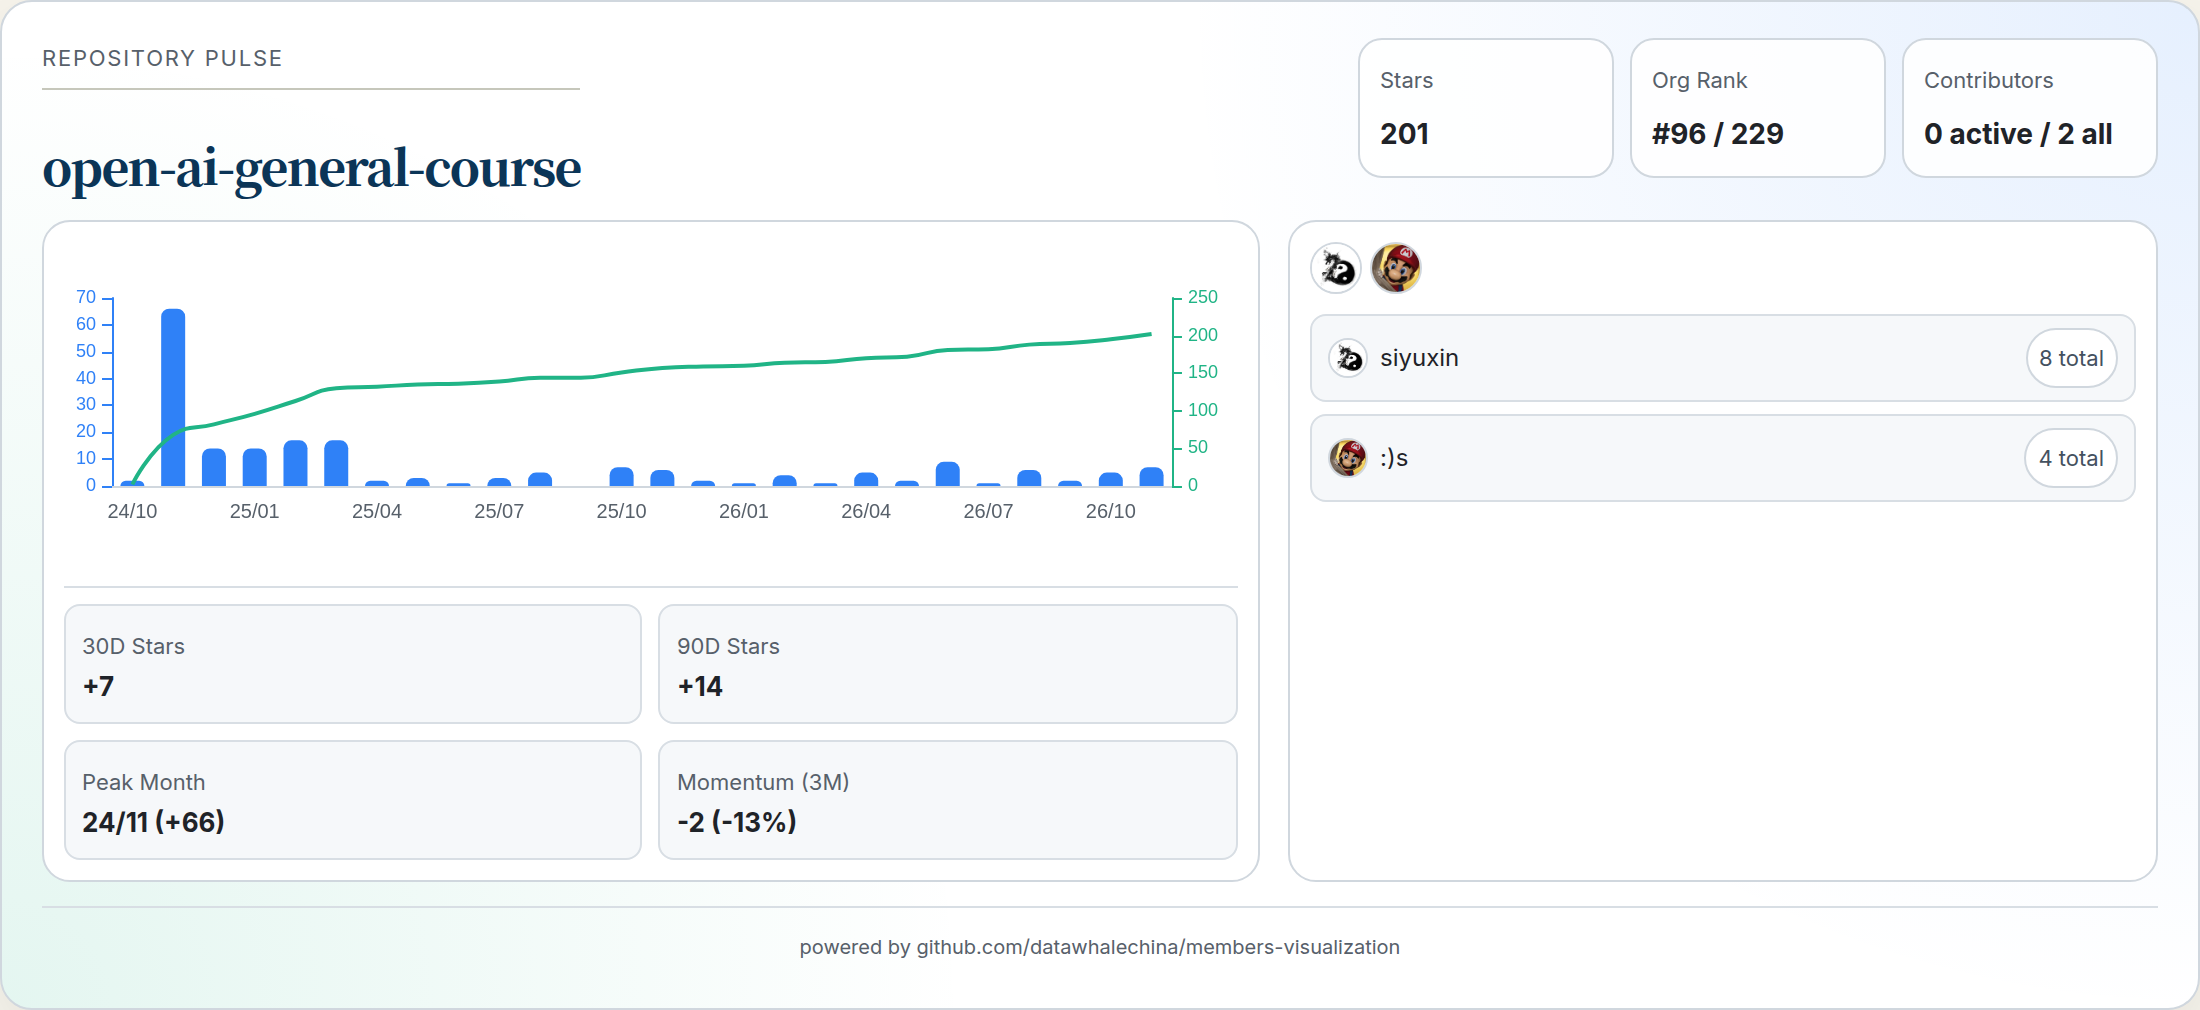 REPOSITORY PULSE
open-ai-general-course
Stars
201
Org Rank
#96 / 229
Contributors
0 active / 2 all
70
60
50
40
30
20
10
0
250
200
150
100
50
0
24/10
25/01
25/04
25/07
25/10
26/01
26/04
26/07
26/10
30D Stars
+7
90D Stars
+14
Peak Month
24/11 (+66)
Momentum (3M)
-2 (-13%)
siyuxin
8 total
:)s
4 total
powered by github.com/datawhalechina/members-visualization